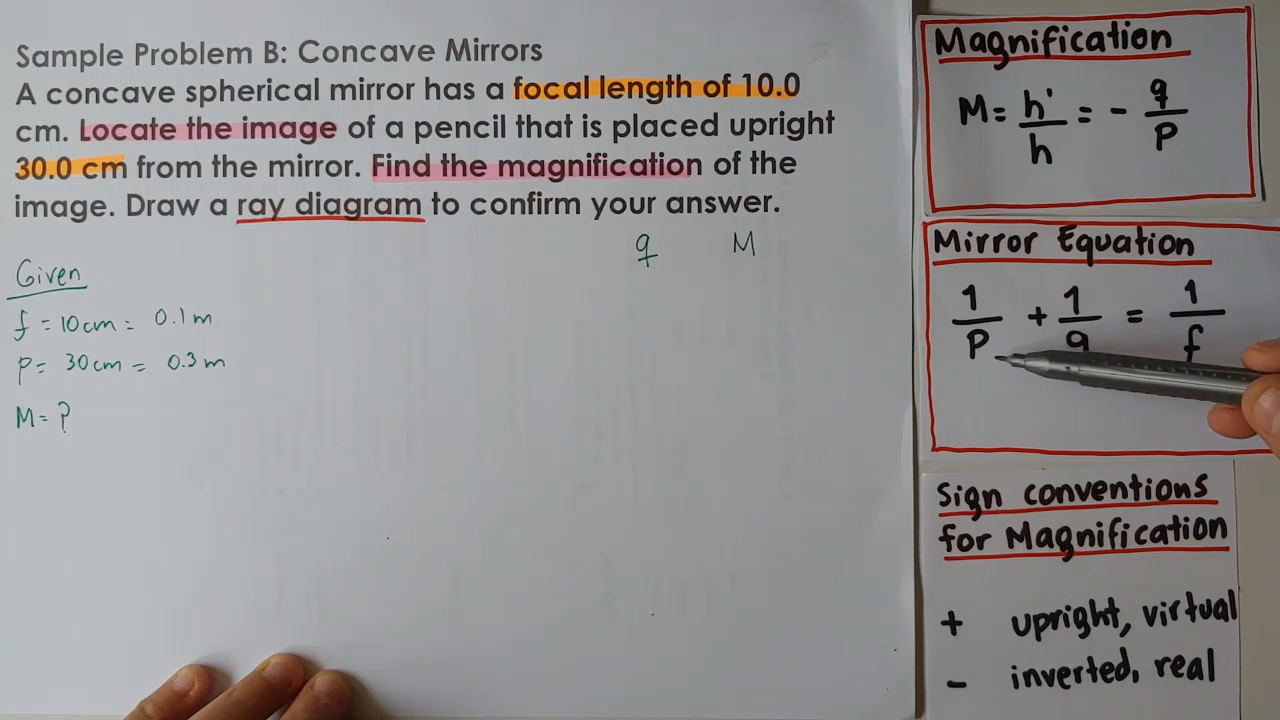 Sample Problem B: Concave Mirrors
A concave spherical mirror has a focal length of 10.0
cm. Locate the image of a pencil that is placed upright
30.0 cm from the mirror. Find the magnification of the
image. Draw a ray diagram to confirm your answer.
q M
Given
f = 10cm = 0.1m
p = 30cm = 0.3m
M = ?
Magnification
M = h'/h = - q/p
Mirror Equation
1/p + 1/q = 1/f
Sign conventions
for Magnification
+ upright, virtual
- inverted, real